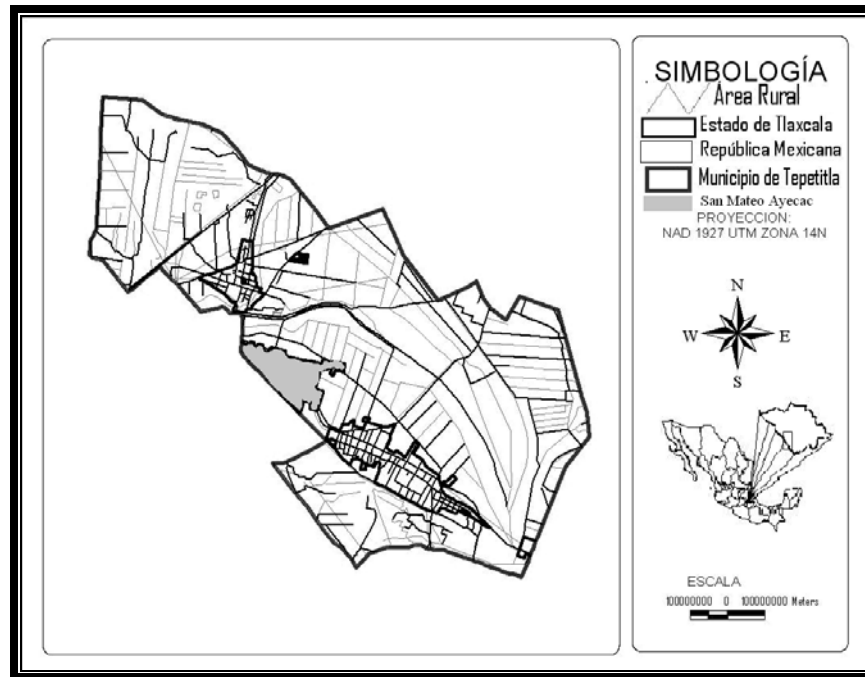 SIMBOLOGÍA
Área Rural
Estado de Tlaxcala
República Mexicana
Municipio de Tepetitla
San Mateo Ayecac
PROYECCION:
NAD 1927 UTM ZONA 14N
N
W E
S
ESCALA
100000000 0 100000000 Meters